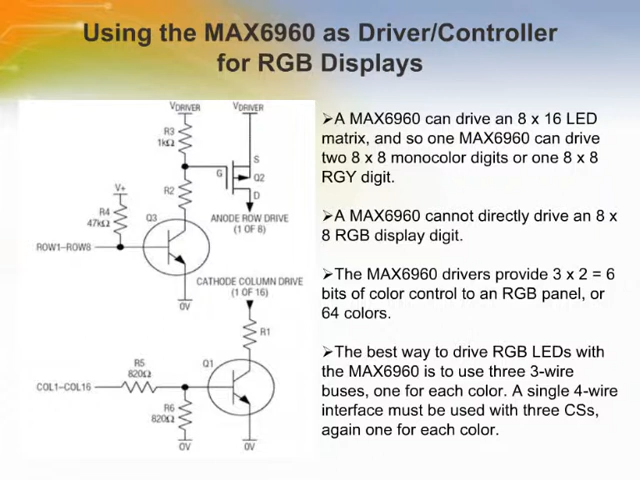 Using the MAX6960 as Driver/Controller
for RGB Displays
VDRIVER
VDRIVER
R3
1kΩ
S
G
Q2
D
R2
V+
R4
47kΩ
Q3
ANODE ROW DRIVE
(1 OF 8)
ROW1–ROW8
0V
CATHODE COLUMN DRIVE
(1 OF 16)
R1
R5
820Ω
Q1
COL1–COL16
R6
820Ω
0V
0V
➢A MAX6960 can drive an 8 x 16 LED
matrix, and so one MAX6960 can drive
two 8 x 8 monocolor digits or one 8 x 8
RGY digit.
➢A MAX6960 cannot directly drive an 8 x
8 RGB display digit.
➢The MAX6960 drivers provide 3 x 2 = 6
bits of color control to an RGB panel, or
64 colors.
➢The best way to drive RGB LEDs with
the MAX6960 is to use three 3-wire
buses, one for each color. A single 4-wire
interface must be used with three CSs,
again one for each color.